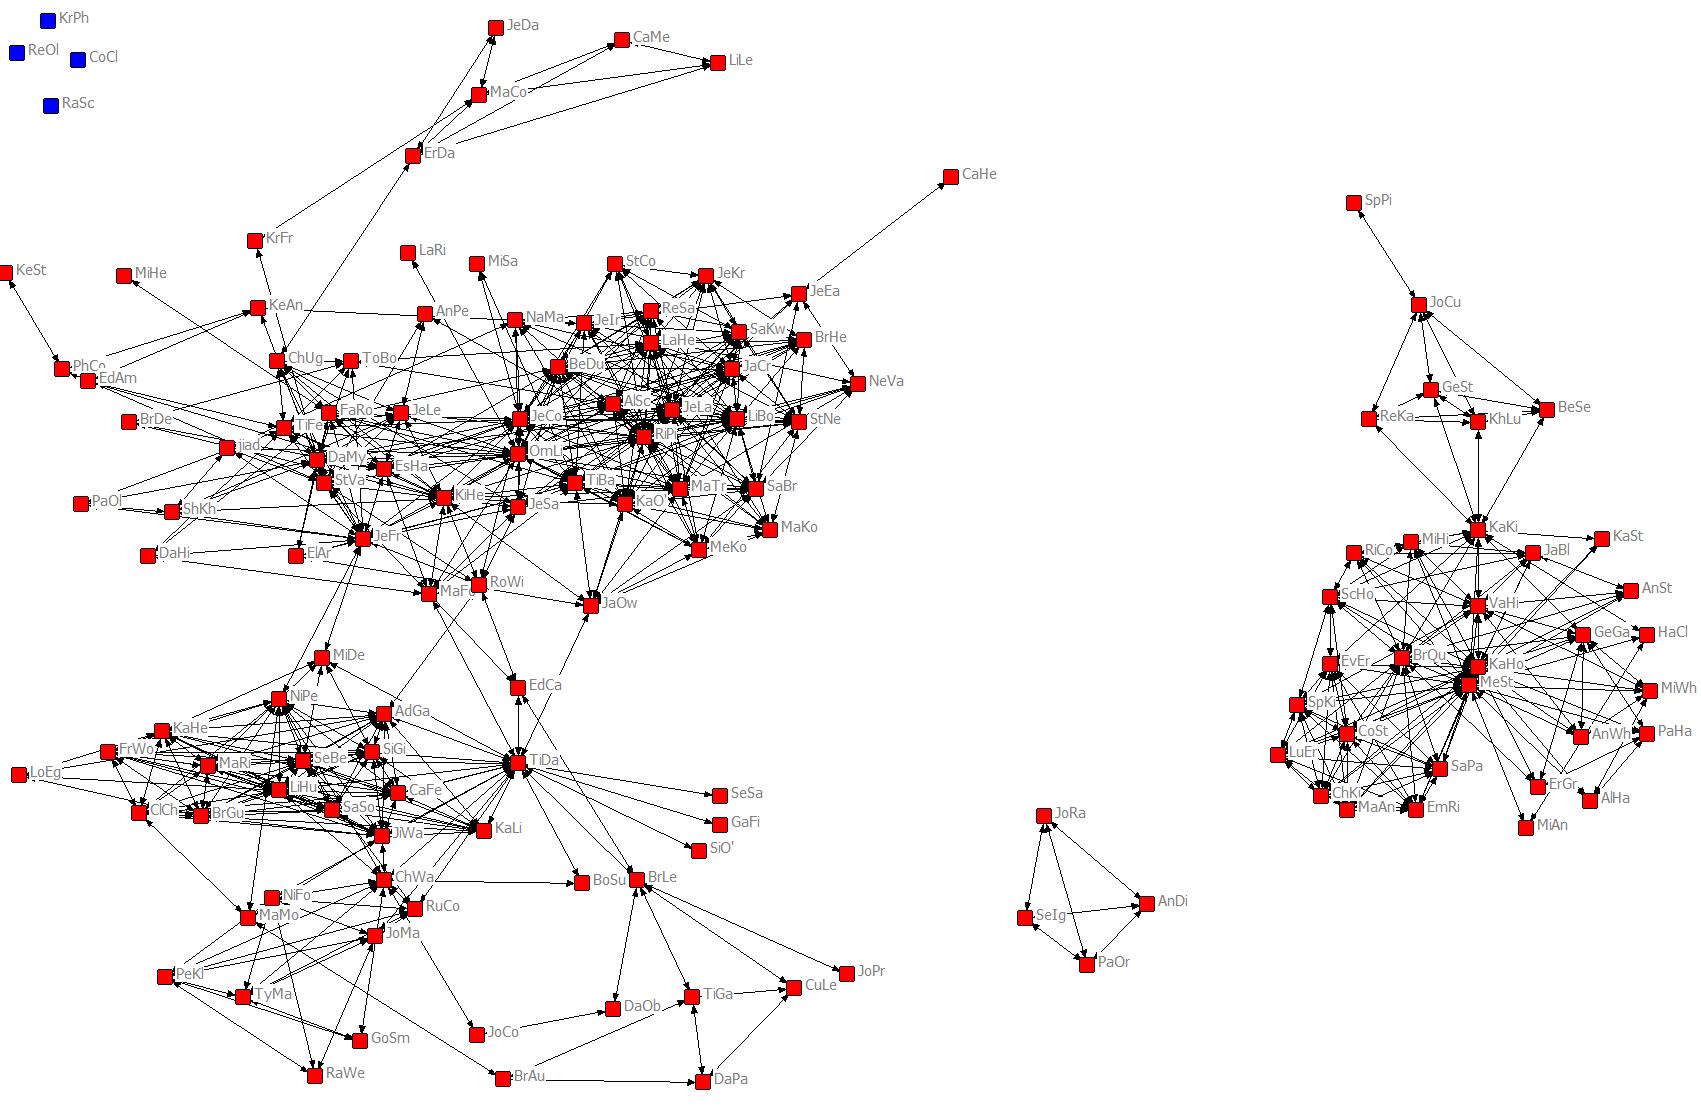 KrPh
ReOl
CoCl
RaSc
JeDa
CaMe
LiLe
MaCo
ErDa
CaHe
SpPi
KrFr
LaRi
MiSa
StCo
KeSt
MiHe
JeKr
JeEa
KeAn
AnPe
NaMa
JeIr
ReSa
SaKw
LaHe
BrHe
JoCu
PhCo
EdAm
ChUg
ToBo
BeDu
JaCr
NeVa
GeSt
BrDe
FaRo
TiFe
JeLe
JeCo
AlSc
JeLa
LiBo
StNe
ReKa
KhLu
BeSe
jiad
DaMy
EsHa
OmLi
RiPi
StVa
TiBa
MaTr
SaBr
PaOl
ShKh
KiHe
JeSa
KaO
MaKo
KaKi
DaHi
ElAr
JeFr
MeKo
RiCo
MiHi
JaBl
KaSt
MaFo
RoWi
JaOw
ScHo
VaHi
AnSt
MiDe
EvEr
BrQu
KaHo
GeGa
HaCl
NiPe
EdCa
MeSt
MiWh
KaHe
AdGa
SpKi
CoSt
AnWh
PaHa
FrWo
MaRi
SeBe
SiGi
TiDa
LuEr
SaPa
LoEg
LiHu
CaFe
SeSa
ChKi
ErGr
ClCh
BrGu
SaSo
GaFi
JoRa
MaAn
EmRi
AlHa
JiWa
KaLi
SiO'
MiAn
ChWa
BoSu
BrLe
NiFo
MaMo
RuCo
SeIg
AnDi
JoMa
PaOr
PeKl
TyMa
JoPr
TiGa
CuLe
GoSm
JoCo
DaOb
RaWe
BrAu
DaPa